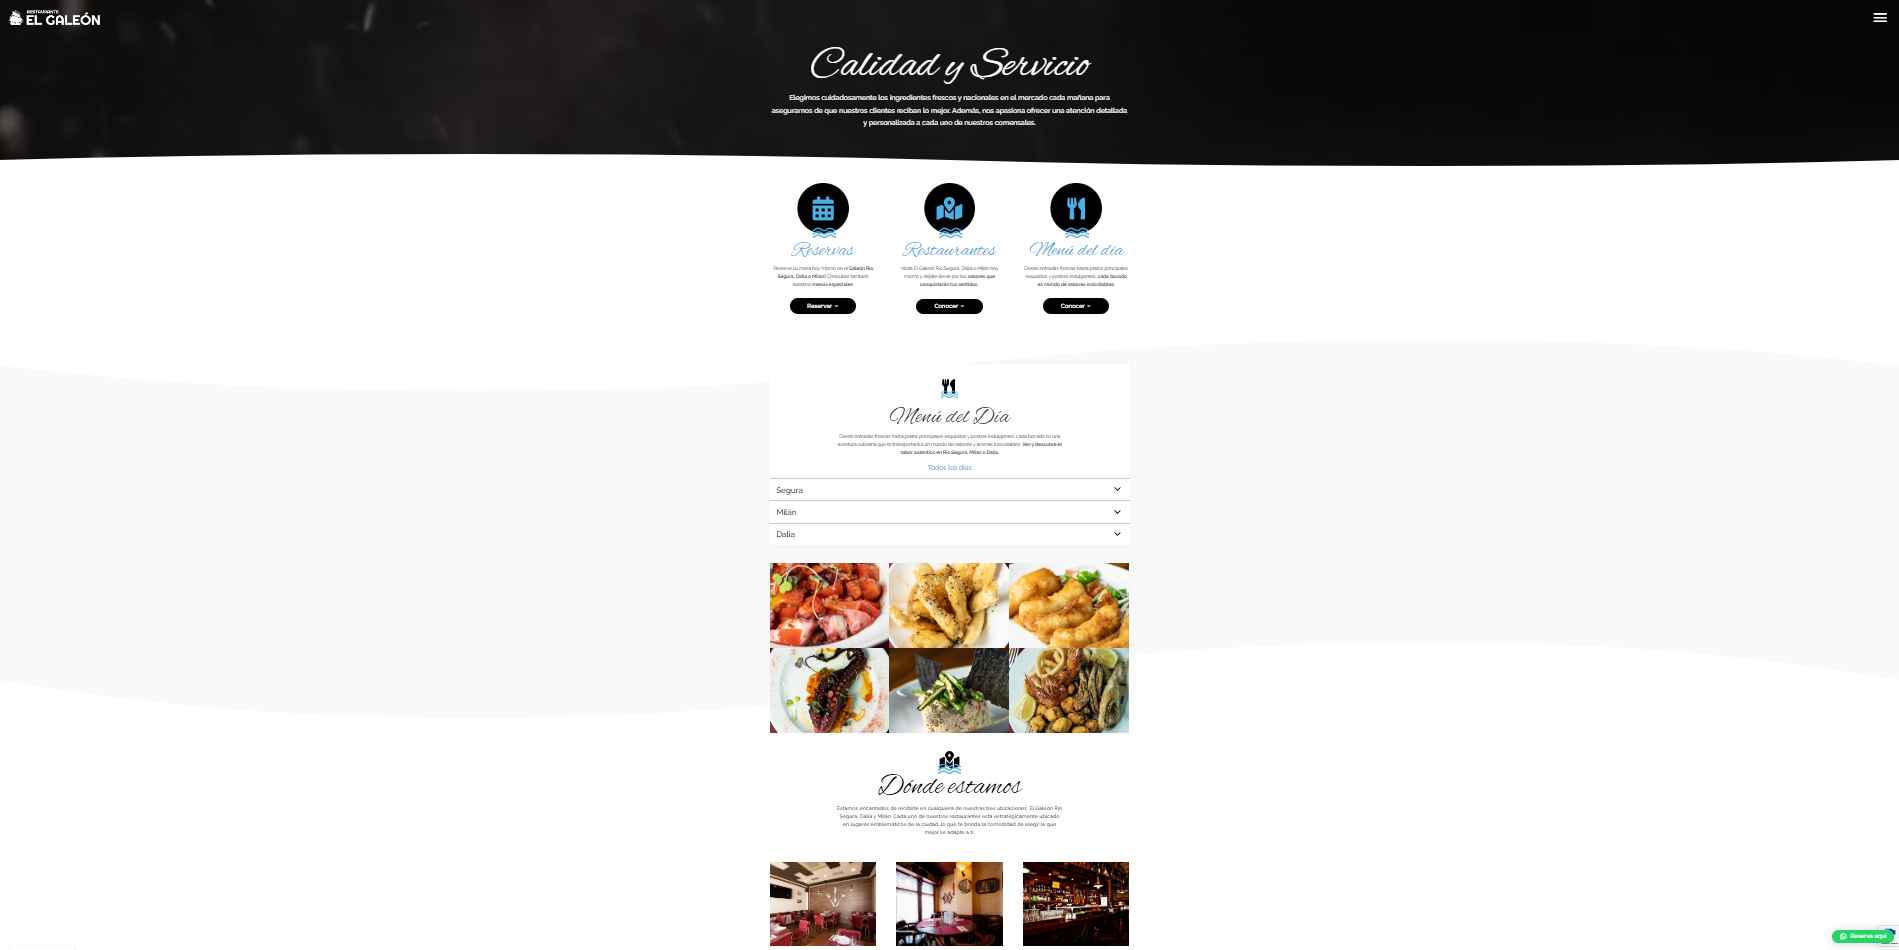 RESTAURANTE
EL GALEÓN
Calidad y Servicio
Elegimos cuidadosamente los ingredientes frescos y nacionales en el mercado cada mañana para
asegurarnos de que nuestros clientes reciban lo mejor. Además, nos apasiona ofrecer una atención detallada
y personalizada a cada uno de nuestros comensales.
Reservas
Reserve su mesa hoy mismo en el Galeón Río
Segura, Dalia o Milán! Descubre también
nuestros menús especiales.
Reservar
Restaurantes
Visita El Galeón Río Segura, Dalia o Milán hoy
mismo y déjate llevar por los sabores que
conquistarán tus sentidos.
Conocer
Menú del día
Desde entradas frescas hasta platos principales
exquisitos y postres indulgentes, cada bocado
es mundo de sabores inolvidables.
Conocer
Menú del Día
Desde entradas frescas hasta platos principales exquisitos y postres indulgentes, cada bocado es una
aventura culinaria que te transportará a un mundo de sabores y aromas inolvidables. Ven y descubre el
sabor auténtico en Río Segura, Milán o Dalia.
Todos los días
Segura
Milán
Dalia
Dónde estamos
Estamos encantados de recibirte en cualquiera de nuestras tres ubicaciones: El Galeón Río
Segura, Dalia y Milán. Cada uno de nuestros restaurantes está estratégicamente ubicado
en lugares emblemáticos de la ciudad, lo que te brinda la comodidad de elegir la que
mejor se adapte a ti.
Reserva aquí